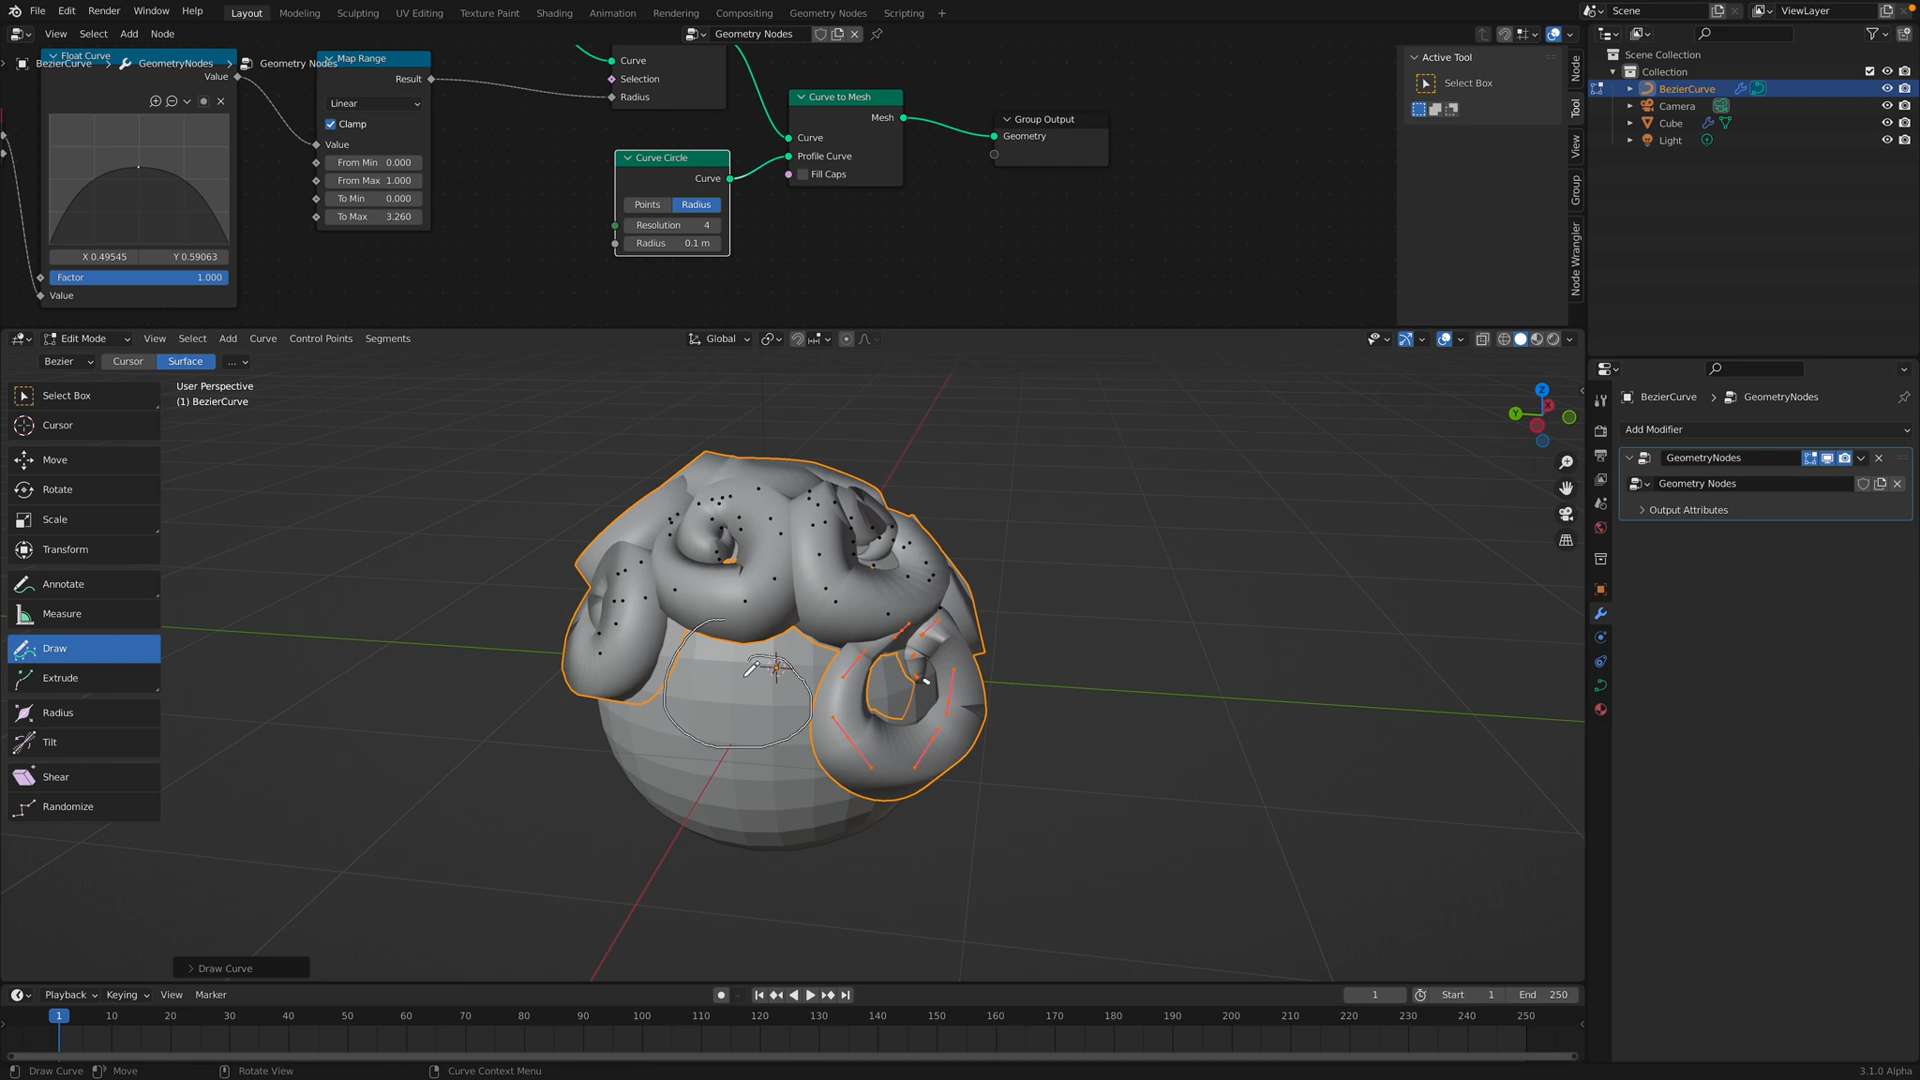 File Edit Render Window Help Layout Modeling Sculpting UV Editing Texture Paint Shading Animation Rendering Compositing Geometry Nodes Scripting + Scene ViewLayer
View Select Add Node Geometry Nodes
BezierCurve > GeometryNodes > Geometry Nodes
Float Curve
Value
X 0.49545 Y 0.59063
Factor 1.000
Value
Map Range
Result
Linear
Clamp
Value
From Min 0.000
From Max 1.000
To Min 0.000
To Max 3.260
Curve
Selection
Radius
Curve Circle
Curve
Points Radius
Resolution 4
Radius 0.1 m
Curve to Mesh
Mesh
Curve
Profile Curve
Fill Caps
Group Output
Geometry
Active Tool
Select Box
Node
Tool
View
Group
Node Wrangler
Scene Collection
Collection
BezierCurve
Camera
Cube
Light
Edit Mode View Select Add Curve Control Points Segments Global
Bezier Cursor Surface ...
User Perspective
(1) BezierCurve
Select Box
Cursor
Move
Rotate
Scale
Transform
Annotate
Measure
Draw
Extrude
Radius
Tilt
Shear
Randomize
Z
X
Y
Draw Curve
BezierCurve > GeometryNodes
Add Modifier
GeometryNodes
Geometry Nodes
Output Attributes
Playback Keying View Marker 1 Start 1 End 250
1 10 20 30 40 50 60 70 80 90 100 110 120 130 140 150 160 170 180 190 200 210 220 230 240 250
Draw Curve Move Rotate View Curve Context Menu 3.1.0 Alpha